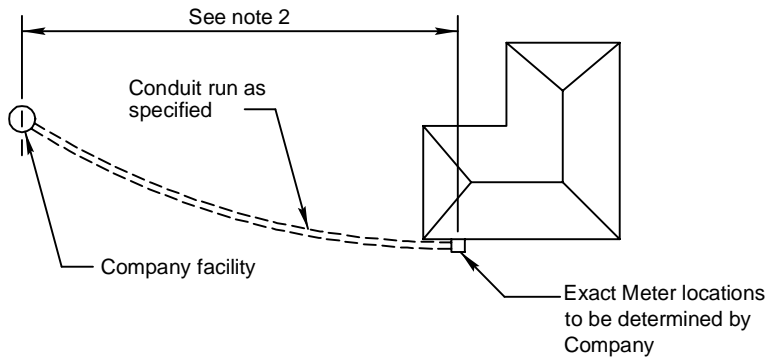 See note 2
Conduit run as
specified
Company facility
Exact Meter locations
to be determined by
Company